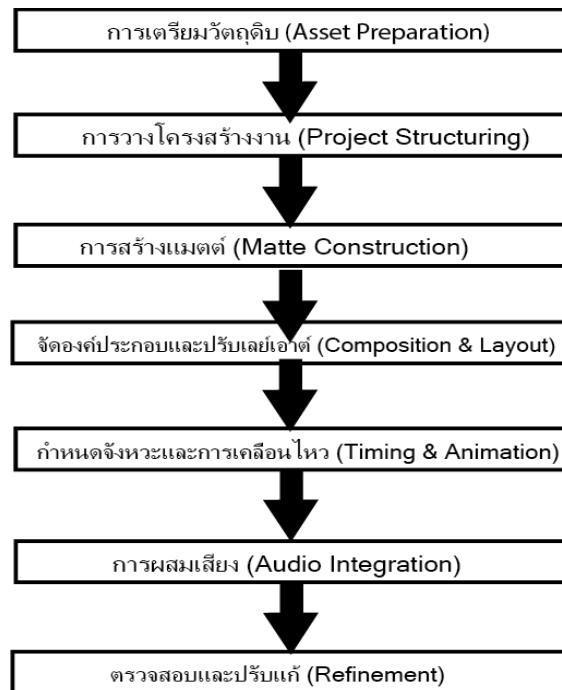 การเตรียมวัตถุดิบ (Asset Preparation)
การวางโครงสร้างงาน (Project Structuring)
การสร้างแมตต์ (Matte Construction)
จัดองค์ประกอบและปรับเลย์เอาต์ (Composition & Layout)
กำหนดจังหวะและการเคลื่อนไหว (Timing & Animation)
การผสมเสียง (Audio Integration)
ตรวจสอบและปรับแก้ (Refinement)